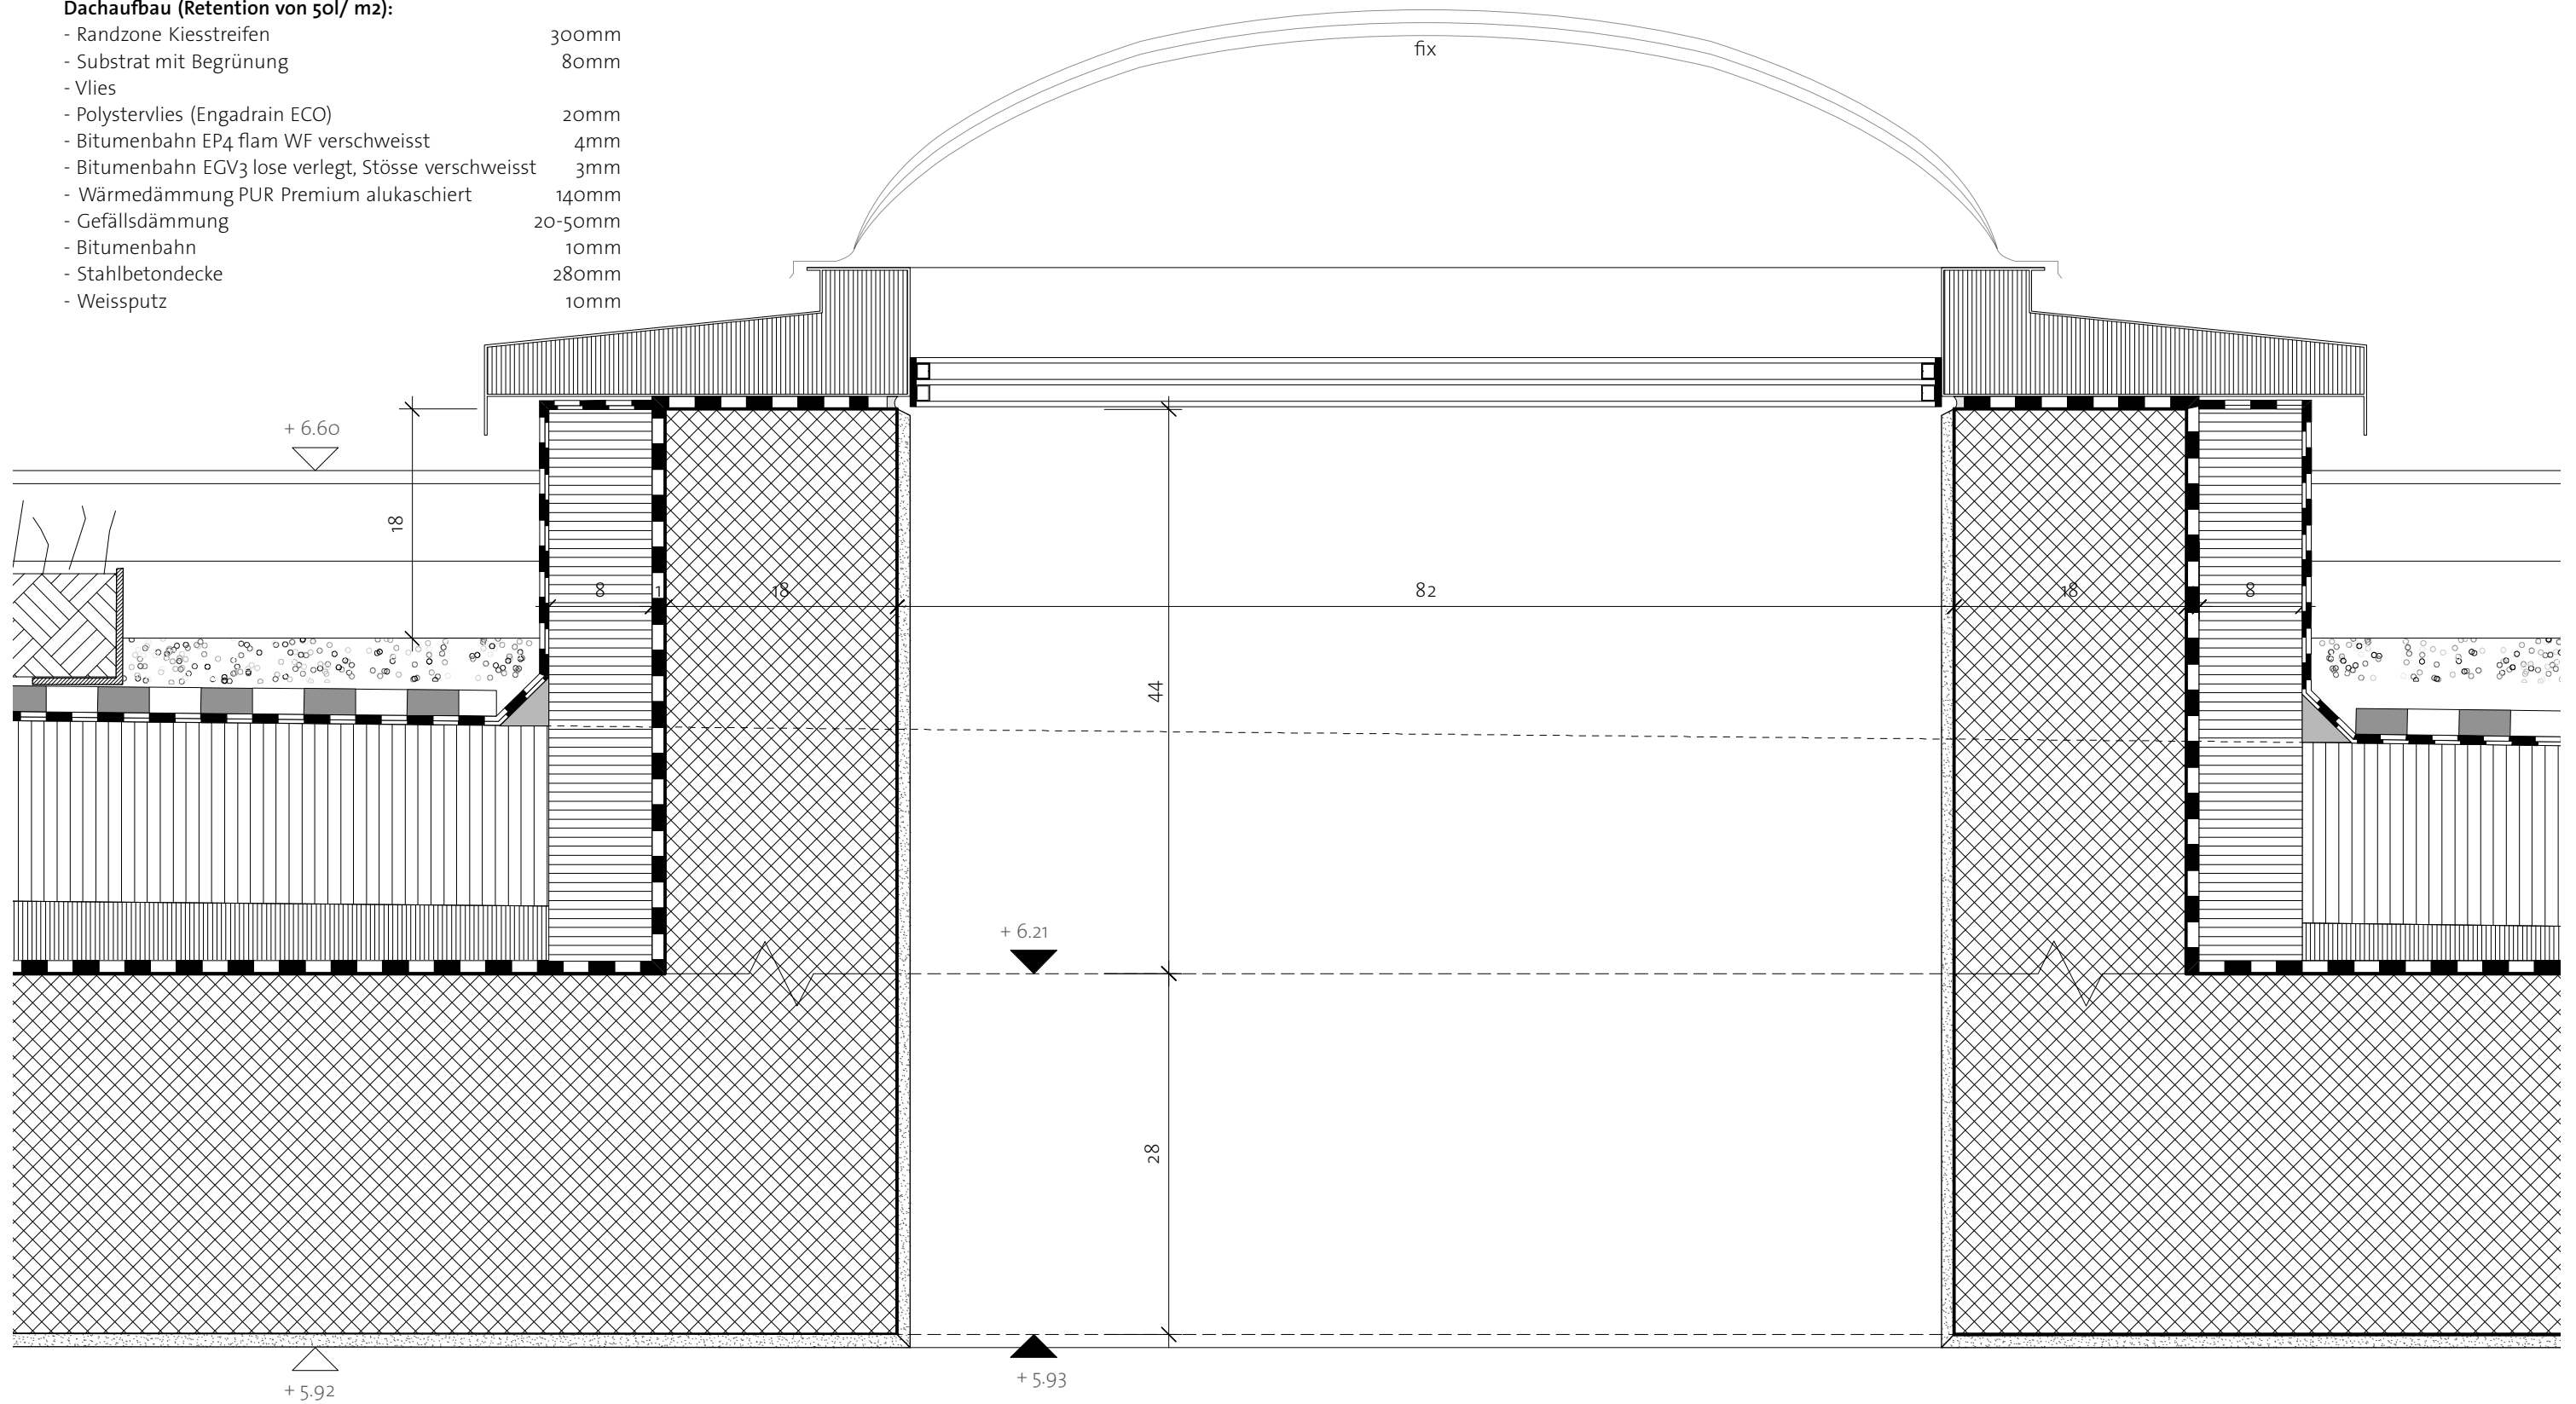 Dachaufbau (Retention von 50l/ m2):
- Randzone Kiesstreifen 300mm
- Substrat mit Begrünung 80mm
- Vlies
- Polystervlies (Engadrain ECO) 20mm
- Bitumenbahn EP4 flam WF verschweisst 4mm
- Bitumenbahn EGV3 lose verlegt, Stösse verschweisst 3mm
- Wärmedämmung PUR Premium alukaschiert 140mm
- Gefällsdämmung 20-50mm
- Bitumenbahn 10mm
- Stahlbetondecke 280mm
- Weissputz 10mm
fix
+ 6.60
18
8 1 18 82 18 8
44
+ 6.21
28
+ 5.92
+ 5.93